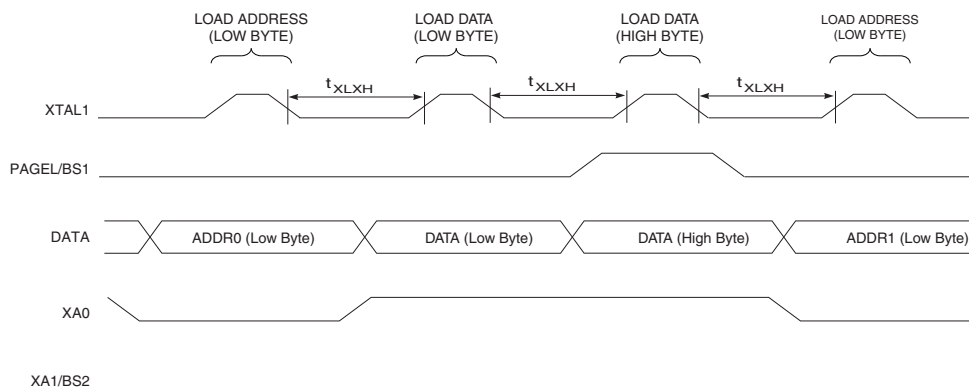 LOAD ADDRESS
(LOW BYTE)
LOAD DATA
(LOW BYTE)
LOAD DATA
(HIGH BYTE)
LOAD ADDRESS
(LOW BYTE)
tXLXH
tXLXH
tXLXH
XTAL1
PAGEL/BS1
DATA
ADDR0 (Low Byte)
DATA (Low Byte)
DATA (High Byte)
ADDR1 (Low Byte)
XA0
XA1/BS2